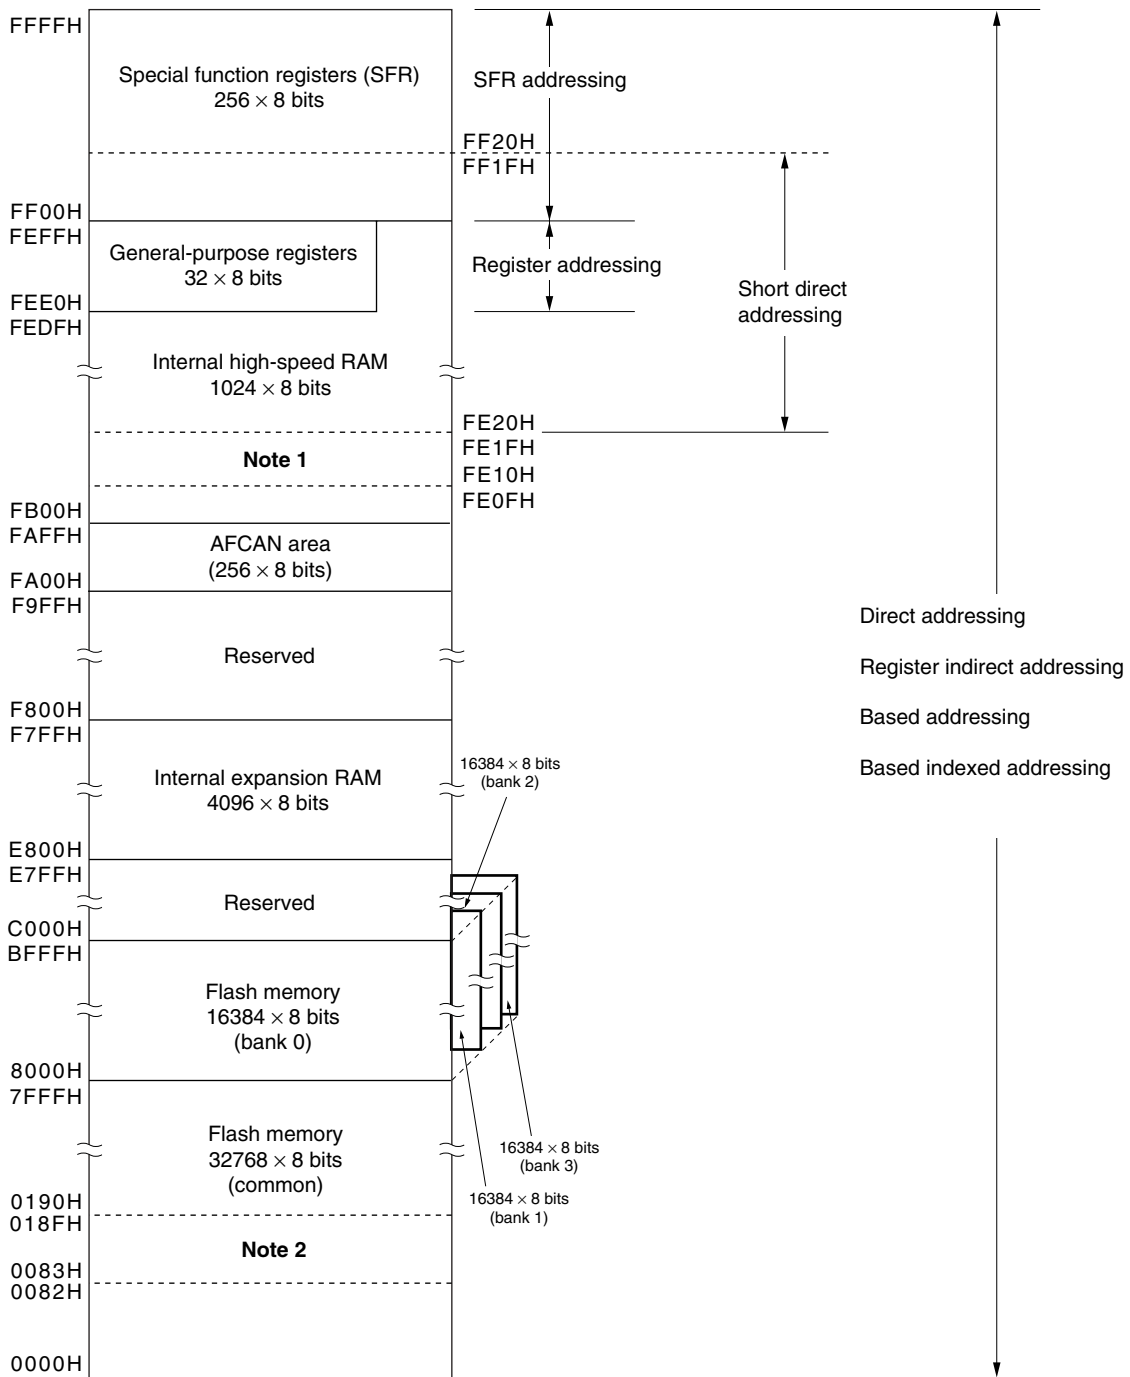 FFFFH
Special function registers (SFR)
256 × 8 bits
SFR addressing
FF20H
FF1FH
FF00H
FEFFH
General-purpose registers
32 × 8 bits
Register addressing
FEE0H
FEDFH
Short direct
addressing
Internal high-speed RAM
1024 × 8 bits
FE20H
FE1FH
Note 1
FE10H
FE0FH
FB00H
FAFFH
AFCAN area
(256 × 8 bits)
FA00H
F9FFH
Direct addressing
Reserved
Register indirect addressing
F800H
F7FFH
Based addressing
Based indexed addressing
16384 × 8 bits
(bank 2)
Internal expansion RAM
4096 × 8 bits
E800H
E7FFH
Reserved
C000H
BFFFH
Flash memory
16384 × 8 bits
(bank 0)
8000H
7FFFH
Flash memory
32768 × 8 bits
(common)
16384 × 8 bits
(bank 3)
16384 × 8 bits
(bank 1)
0190H
018FH
Note 2
0083H
0082H
0000H